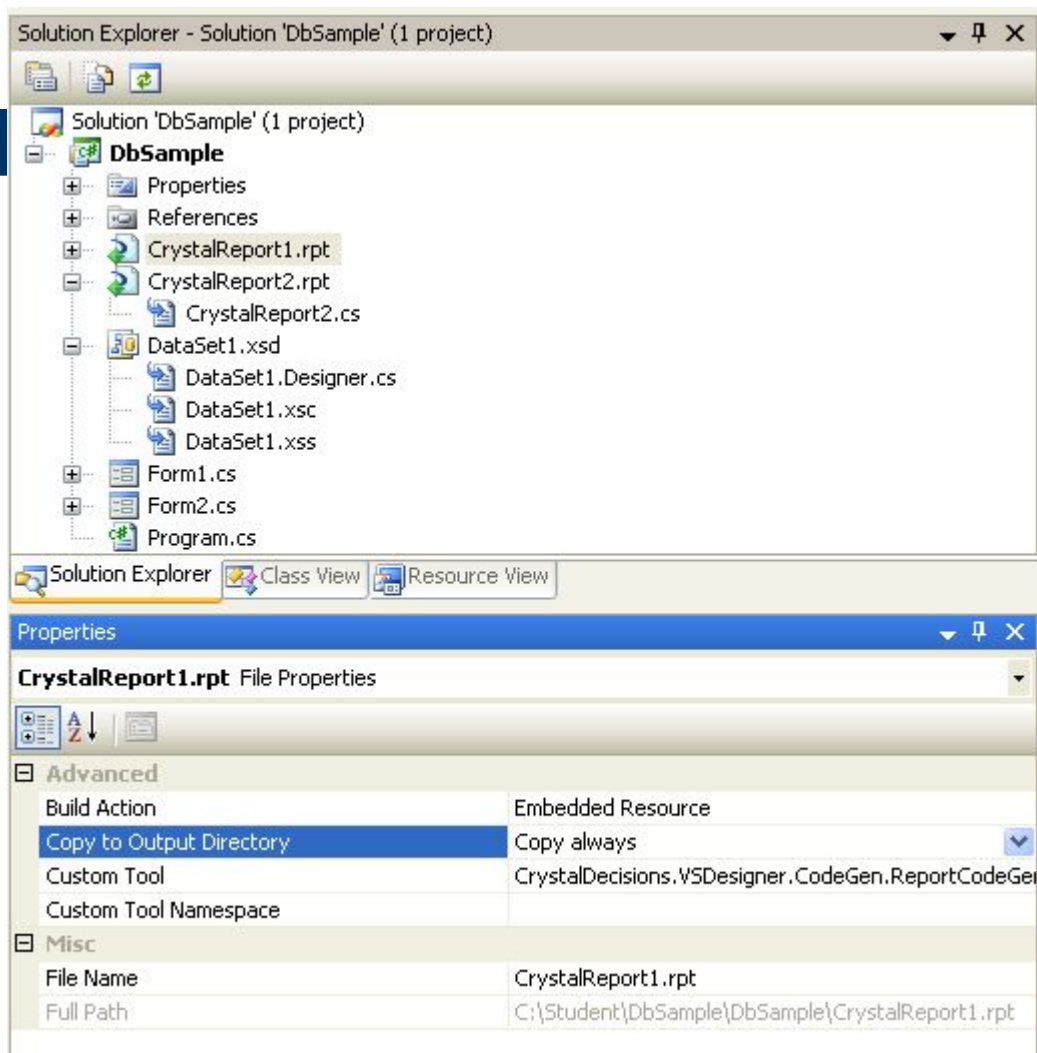 Solution Explorer - Solution 'DbSample' (1 project)
Solution 'DbSample' (1 project)
DbSample
Properties
References
CrystalReport1.rpt
CrystalReport2.rpt
CrystalReport2.cs
DataSet1.xsd
DataSet1.Designer.cs
DataSet1.xsc
DataSet1.xss
Form1.cs
Form2.cs
Program.cs
Solution Explorer Class View Resource View
Properties
CrystalReport1.rpt File Properties
Advanced
Build Action Embedded Resource
Copy to Output Directory Copy always
Custom Tool CrystalDecisions.VSDesigner.CodeGen.ReportCodeGe
Custom Tool Namespace
Misc
File Name CrystalReport1.rpt
Full Path C:\Student\DbSample\DbSample\CrystalReport1.rpt